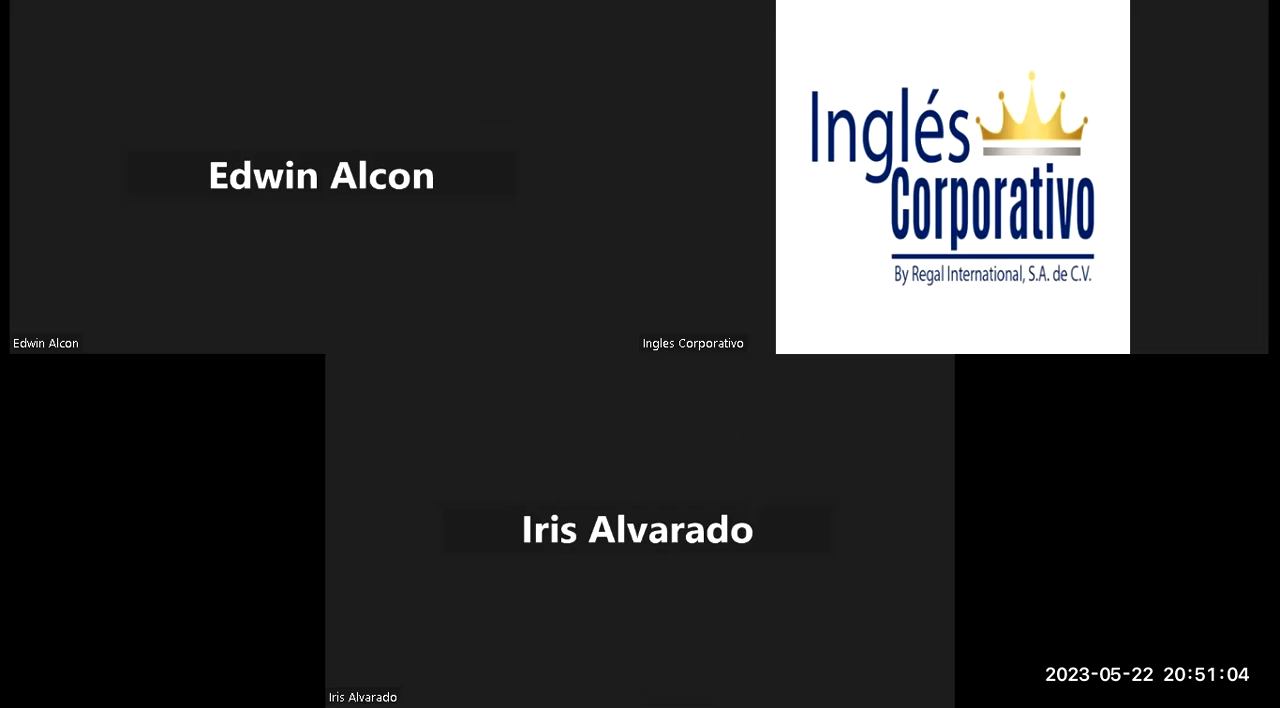 Edwin Alcon
Inglés
Corporativo
By Regal International, S.A. de C.V.
Edwin Alcon
Ingles Corporativo
Iris Alvarado
Iris Alvarado
2023-05-22 20:51:04